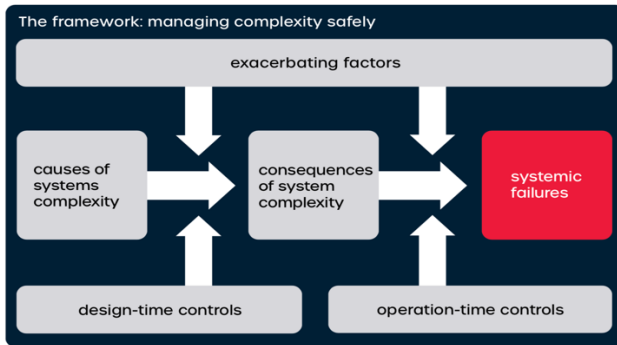 The framework: managing complexity safely
exacerbating factors
causes of
systems
complexity
consequences
of system
complexity
systemic
failures
design-time controls
operation-time controls